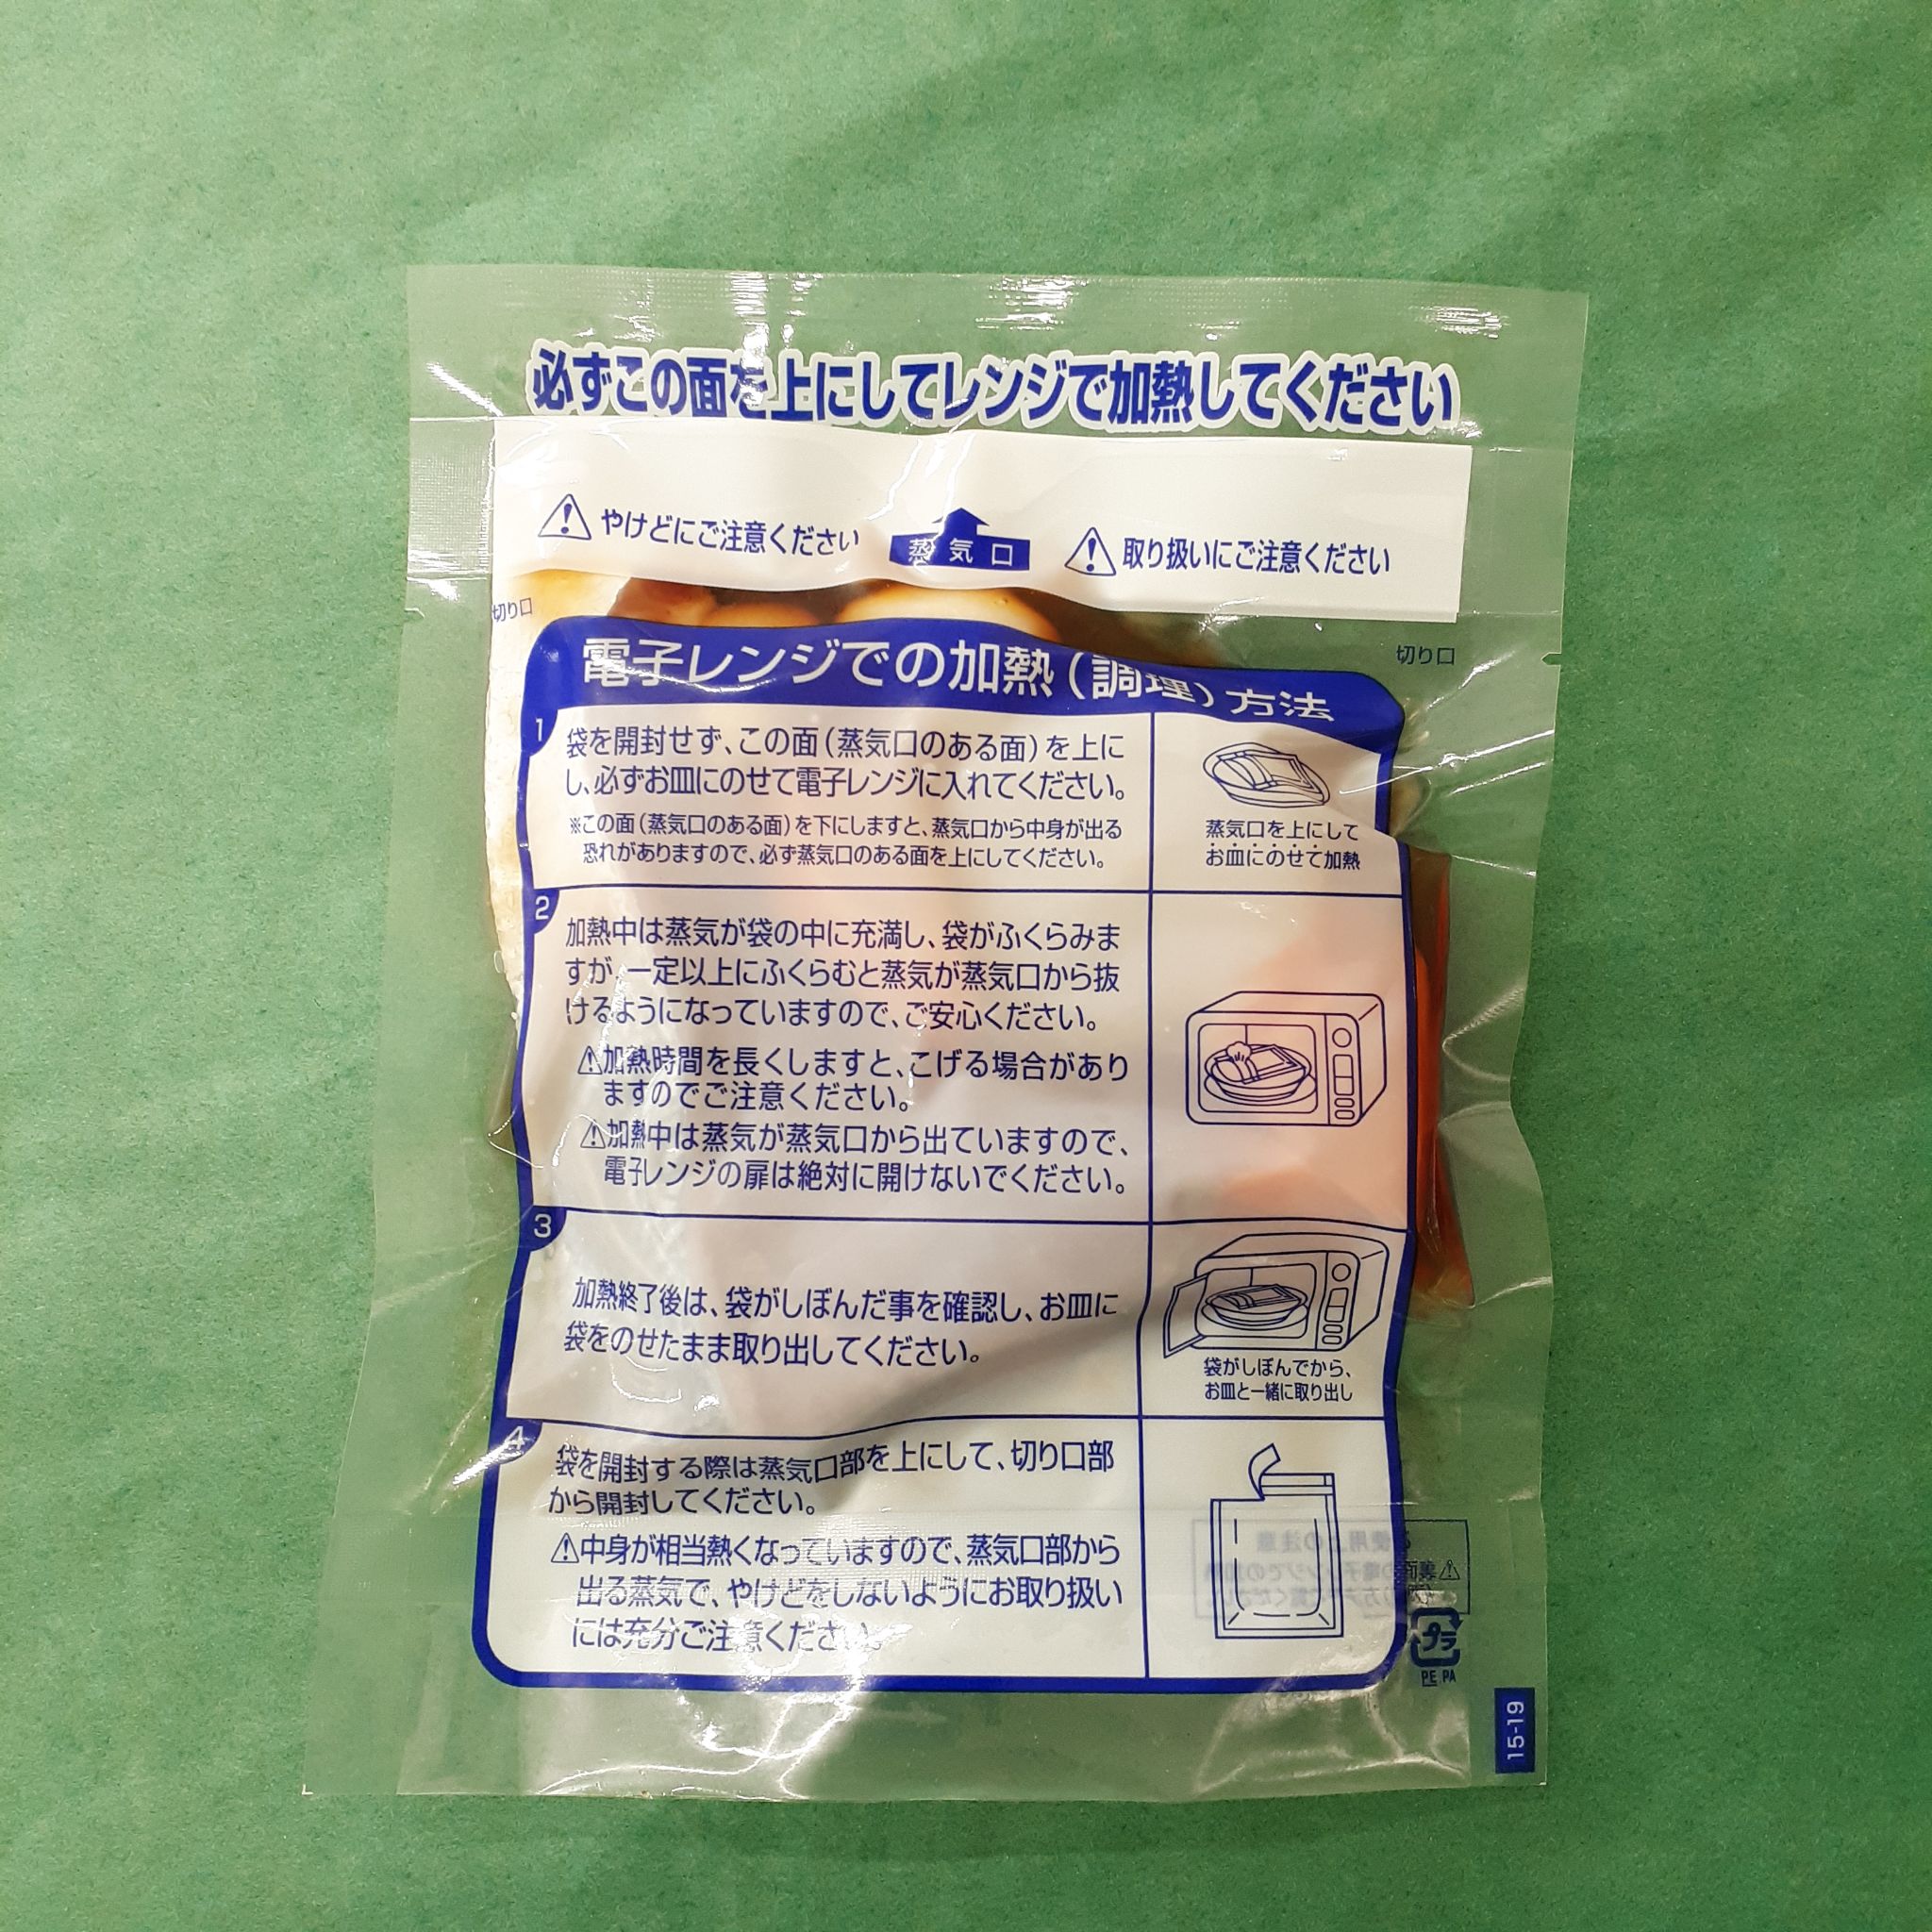 必ずこの面を上にしてレンジで加熱してください
やけどにご注意ください
蒸気口
取り扱いにご注意ください
切り口
切り口
電子レンジでの加熱(調理)方法
1
袋を開封せず、この面(蒸気口のある面)を上に
し、必ずお皿にのせて電子レンジに入れてください。
※この面(蒸気口のある面)を下にしますと、蒸気口から中身が出る
恐れがありますので、必ず蒸気口のある面を上にしてください。
蒸気口を上にして
お皿にのせて加熱
2
加熱中は蒸気が袋の中に充満し、袋がふくらみま
すが、一定以上にふくらむと蒸気が蒸気口から抜
けるようになっていますので、ご安心ください。
⚠加熱時間を長くしますと、こげる場合があり
ますのでご注意ください。
⚠加熱中は蒸気が蒸気口から出ていますので、
電子レンジの扉は絶対に開けないでください。
3
加熱終了後は、袋がしぼんだ事を確認し、お皿に
袋をのせたまま取り出してください。
袋がしぼんでから、
お皿と一緒に取り出し
4
袋を開封する際は蒸気口部を上にして、切り口部
から開封してください。
⚠中身が相当熱くなっていますので、蒸気口部から
出る蒸気で、やけどをしないようにお取り扱い
には充分ご注意ください。
プラ
PE PA
15-19